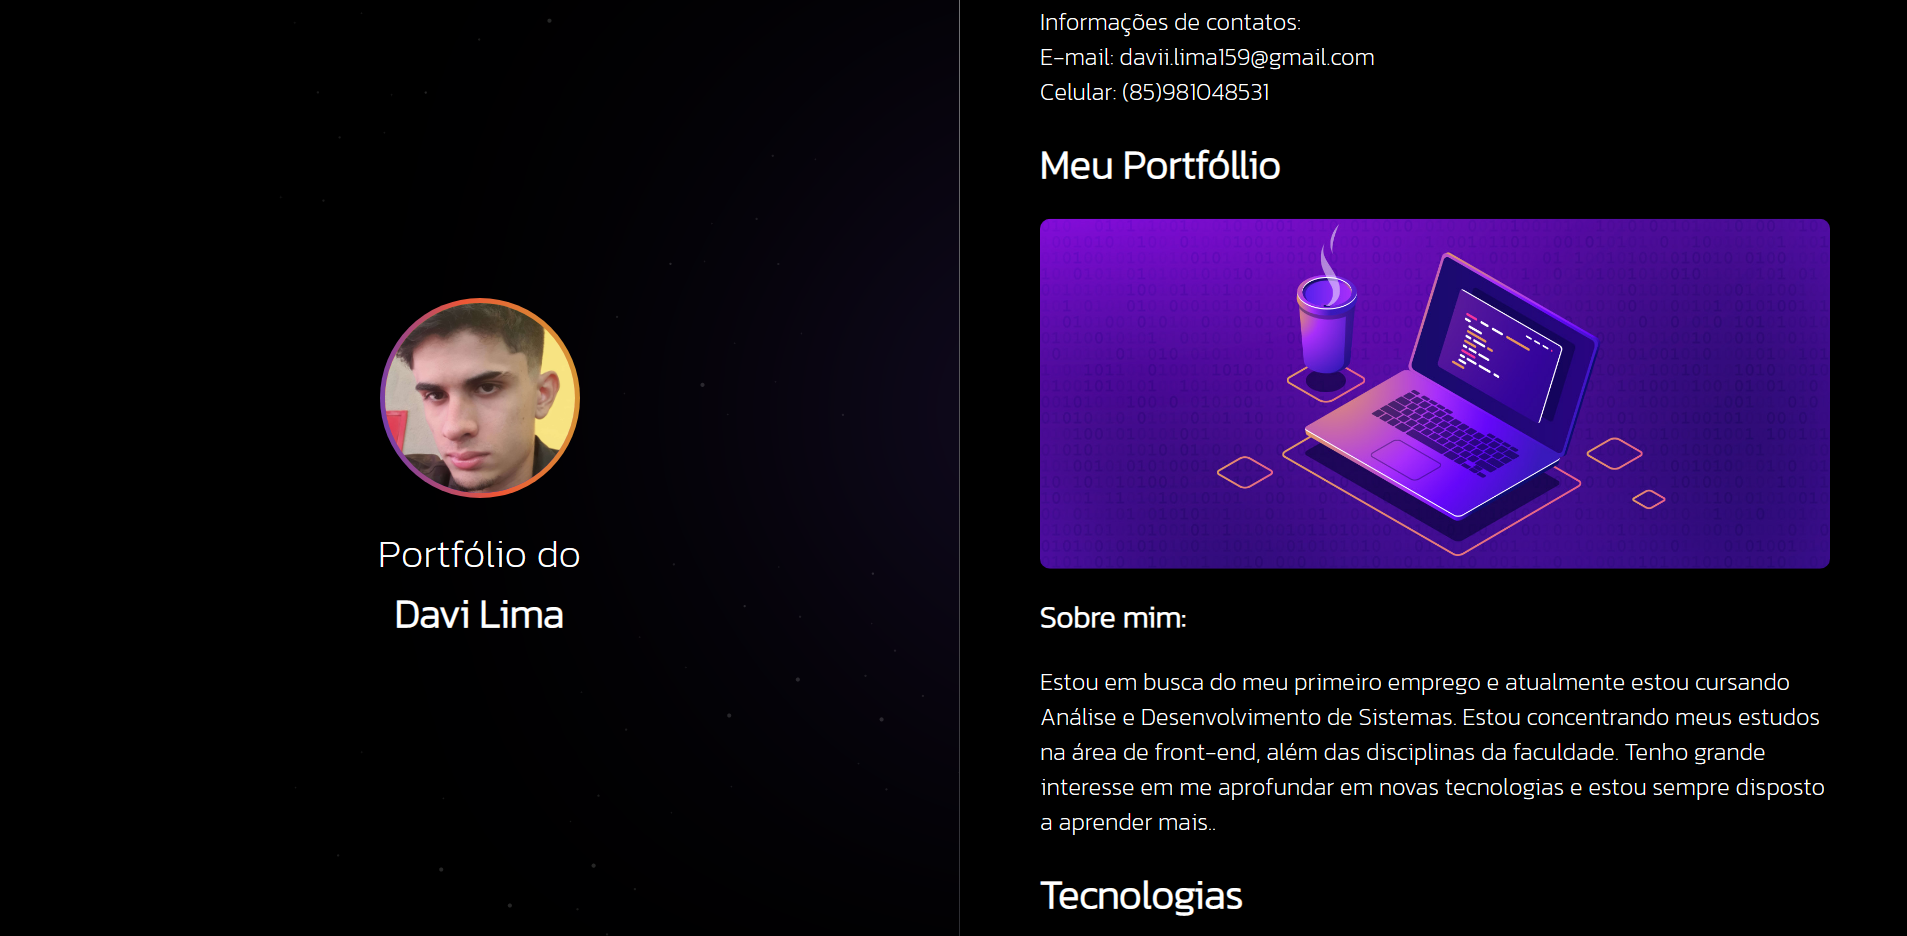 Portfólio do
Davi Lima
Informações de contatos:
E-mail: davii.lima159@gmail.com
Celular: (85)981048531
Meu Portfóllio
Sobre mim:
Estou em busca do meu primeiro emprego e atualmente estou cursando
Análise e Desenvolvimento de Sistemas. Estou concentrando meus estudos
na área de front-end, além das disciplinas da faculdade. Tenho grande
interesse em me aprofundar em novas tecnologias e estou sempre disposto
a aprender mais..
Tecnologias